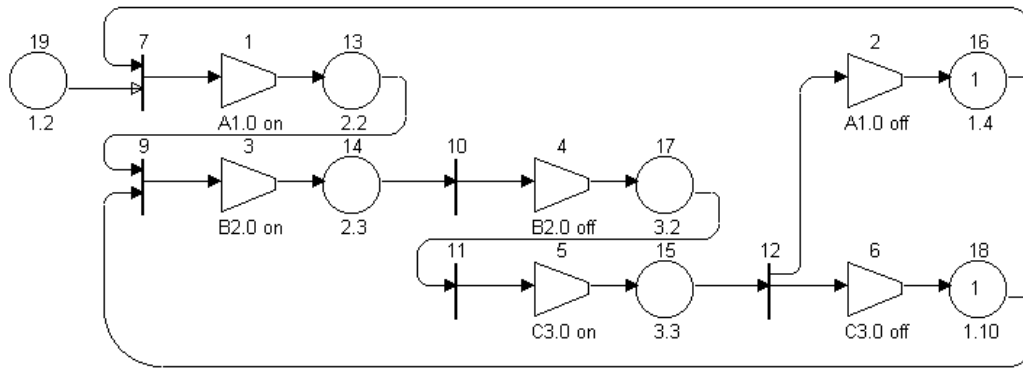 19 7 1 13 2 16
1
1.2 A1.0 on 2.2 A1.0 off 1.4
9 3 14 10 4 17
B2.0 on 2.3 B2.0 off 3.2
11 5 15 12 6 18
1
C3.0 on 3.3 C3.0 off 1.10